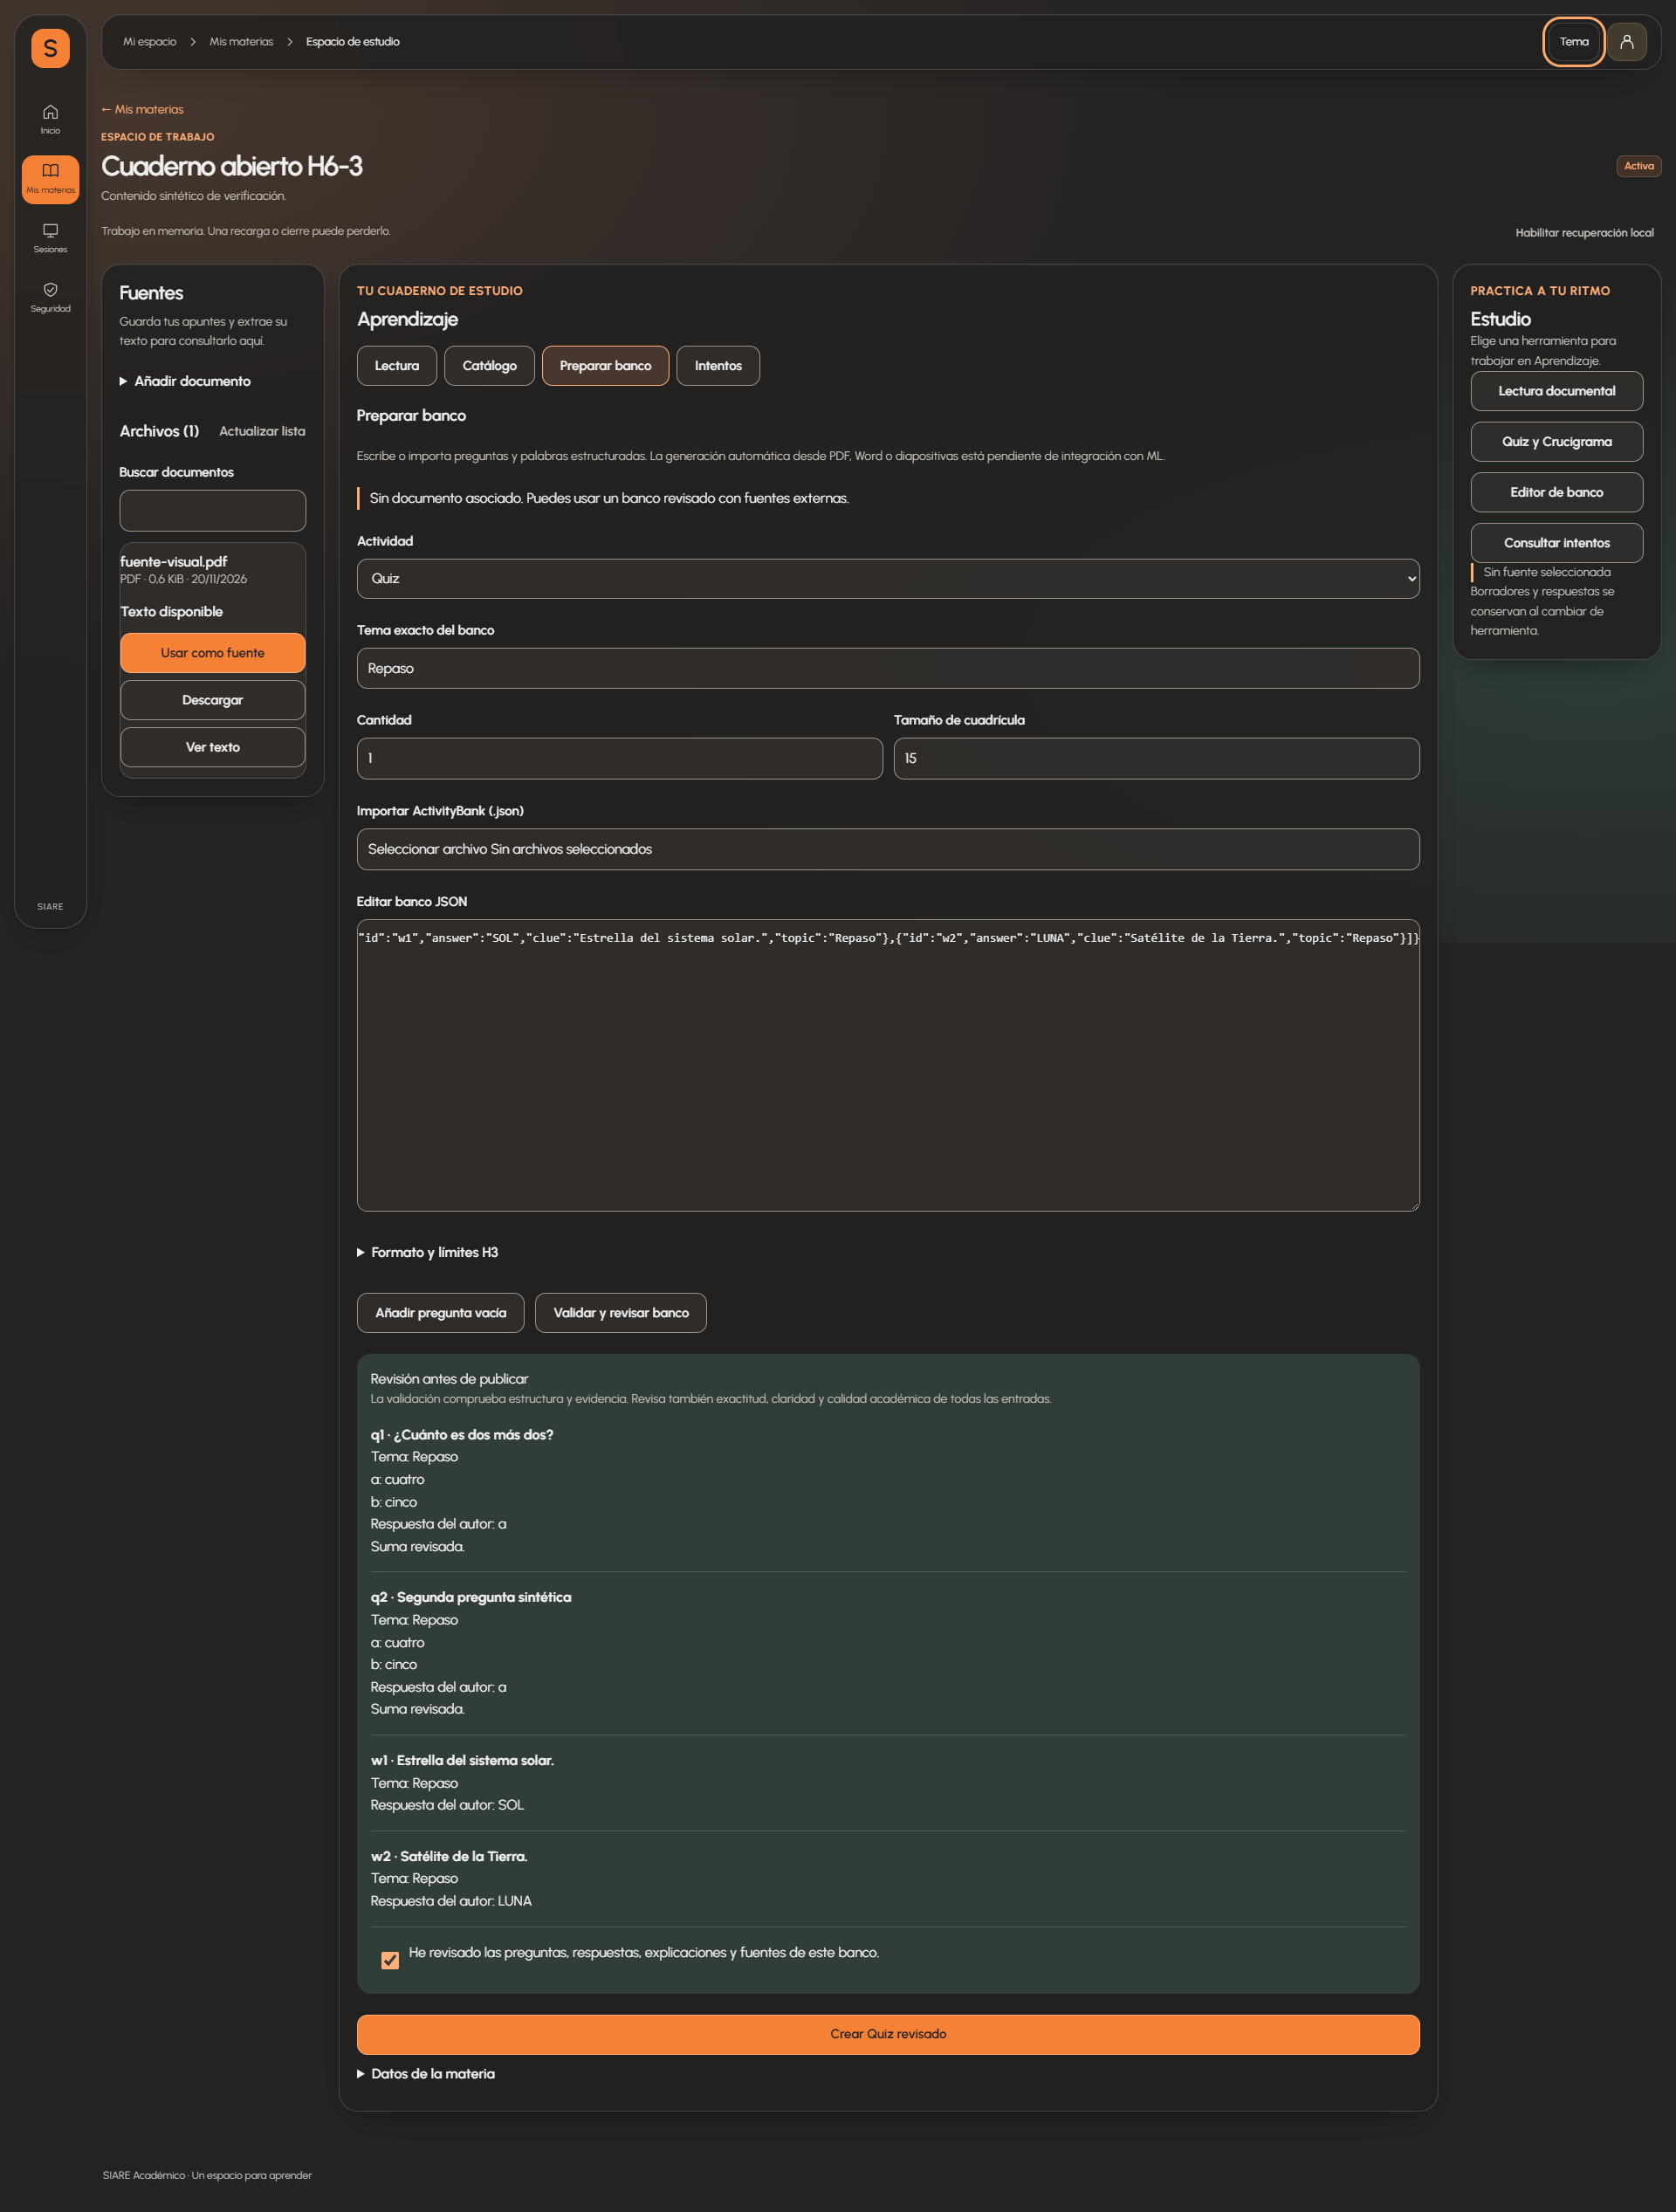 S
Mi espacio > Mis materias > Espacio de estudio
Tema
Inicio
Mis materias
Sesiones
Seguridad
SIARE
← Mis materias
ESPACIO DE TRABAJO
Cuaderno abierto H6-3
Activa
Contenido sintético de verificación.
Trabajo en memoria. Una recarga o cierre puede perderlo.
Habilitar recuperación local
Fuentes
Guarda tus apuntes y extrae su
texto para consultarlo aquí.
Añadir documento
Archivos (1)
Actualizar lista
Buscar documentos
fuente-visual.pdf
PDF · 0,6 KiB · 20/11/2026
Texto disponible
Usar como fuente
Descargar
Ver texto
TU CUADERNO DE ESTUDIO
Aprendizaje
Lectura
Catálogo
Preparar banco
Intentos
Preparar banco
Escribe o importa preguntas y palabras estructuradas. La generación automática desde PDF, Word o diapositivas está pendiente de integración con ML.
Sin documento asociado. Puedes usar un banco revisado con fuentes externas.
Actividad
Quiz
Tema exacto del banco
Repaso
Cantidad
Tamaño de cuadrícula
1
15
Importar ActivityBank (.json)
Seleccionar archivo Sin archivos seleccionados
Editar banco JSON
"id":"w1","answer":"SOL","clue":"Estrella del sistema solar.","topic":"Repaso"},{"id":"w2","answer":"LUNA","clue":"Satélite de la Tierra.","topic":"Repaso"}]}
Formato y límites H3
Añadir pregunta vacía
Validar y revisar banco
Revisión antes de publicar
La validación comprueba estructura y evidencia. Revisa también exactitud, claridad y calidad académica de todas las entradas.
q1 · ¿Cuánto es dos más dos?
Tema: Repaso
a: cuatro
b: cinco
Respuesta del autor: a
Suma revisada.
q2 · Segunda pregunta sintética
Tema: Repaso
a: cuatro
b: cinco
Respuesta del autor: a
Suma revisada.
w1 · Estrella del sistema solar.
Tema: Repaso
Respuesta del autor: SOL
w2 · Satélite de la Tierra.
Tema: Repaso
Respuesta del autor: LUNA
He revisado las preguntas, respuestas, explicaciones y fuentes de este banco.
Crear Quiz revisado
Datos de la materia
PRACTICA A TU RITMO
Estudio
Elige una herramienta para
trabajar en Aprendizaje.
Lectura documental
Quiz y Crucigrama
Editor de banco
Consultar intentos
Sin fuente seleccionada
Borradores y respuestas se
conservan al cambiar de
herramienta.
SIARE Académico · Un espacio para aprender